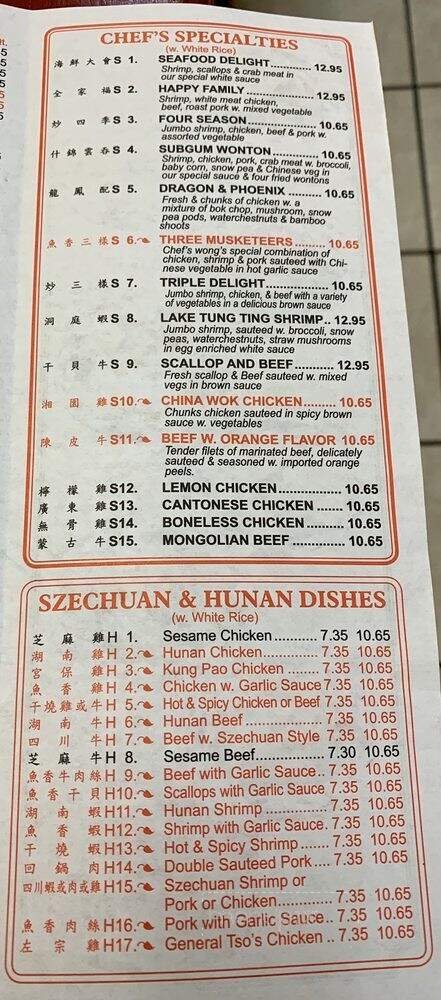 CHEF'S SPECIALTIES
(w. White Rice)
海鮮大會 S 1. SEAFOOD DELIGHT............ 12.95
Shrimp, scallops & crab meat in
our special white sauce
全家福 S 2. HAPPY FAMILY................. 12.95
Shrimp, white meat chicken,
beef, roast pork w. mixed vegetable
炒四季 S 3. FOUR SEASON................. 10.65
Jumbo shrimp, chicken, beef & pork w.
assorted vegetable
什錦雲吞 S 4. SUBGUM WONTON............ 10.65
Shrimp, chicken, pork, crab meat w. broccoli,
baby corn, snow pea & Chinese veg in
our special sauce & four fried wontons
龍鳳配 S 5. DRAGON & PHOENIX .......... 10.65
Fresh & chunks of chicken w. a
mixture of bok chop, mushroom, snow
pea pods, waterchestnuts & bamboo
shoots
魚香三樣 S 6. THREE MUSKETEERS ......... 10.65
Chef's wong's special combination of
chicken, shrimp & pork sauteed with Chi-
nese vegetable in hot garlic sauce
炒三樣 S 7. TRIPLE DELIGHT................. 10.65
Jumbo shrimp, chicken, & beef with a variety
of vegetables in a delicious brown sauce
洞庭蝦 S 8. LAKE TUNG TING SHRIMP.. 12.95
Jumbo shrimp, sauteed w. broccoli, snow
peas, waterchestnuts, straw mushrooms
in egg enriched white sauce
干貝牛 S 9. SCALLOP AND BEEF........... 12.95
Fresh scallop & Beef sauteed w. mixed
vegs in brown sauce
湘園雞 S10. CHINA WOK CHICKEN......... 10.65
Chunks chicken sauteed in spicy brown
sauce w. vegetables
陳皮牛 S11. BEEF W. ORANGE FLAVOR 10.65
Tender filets of marinated beef, delicately
sauteed & seasoned w. imported orange
peels.
檸檬雞 S12. LEMON CHICKEN................ 10.65
廣東雞 S13. CANTONESE CHICKEN ....... 10.65
無骨雞 S14. BONELESS CHICKEN .......... 10.65
蒙古牛 S15. MONGOLIAN BEEF .............. 10.65
SZECHUAN & HUNAN DISHES
(w. White Rice)
芝麻雞 H 1. Sesame Chicken............ 7.35 10.65
湖南雞 H 2. Hunan Chicken............... 7.35 10.65
宮保雞 H 3. Kung Pao Chicken ........ 7.35 10.65
魚香雞 H 4. Chicken w. Garlic Sauce 7.35 10.65
干燒雞或牛 H 5. Hot & Spicy Chicken or Beef 7.35 10.65
湖南牛 H 6. Hunan Beef................... 7.35 10.65
四川牛 H 7. Beef w. Szechuan Style 7.35 10.65
芝麻牛 H 8. Sesame Beef................. 7.30 10.65
魚香牛肉絲 H 9. Beef with Garlic Sauce.. 7.35 10.65
魚香干貝 H10. Scallops with Garlic Sauce 7.35 10.65
湖南蝦 H11. Hunan Shrimp .............. 7.35 10.65
魚香蝦 H12. Shrimp with Garlic Sauce. 7.35 10.65
干燒蝦 H13. Hot & Spicy Shrimp....... 7.35 10.65
回鍋肉 H14. Double Sauteed Pork.... 7.35 10.65
四川蝦或肉或雞 H15. Szechuan Shrimp or
Pork or Chicken.............. 7.35 10.65
魚香肉絲 H16. Pork with Garlic Sauce.. 7.35 10.65
左宗雞 H17. General Tso's Chicken .. 7.35 10.65